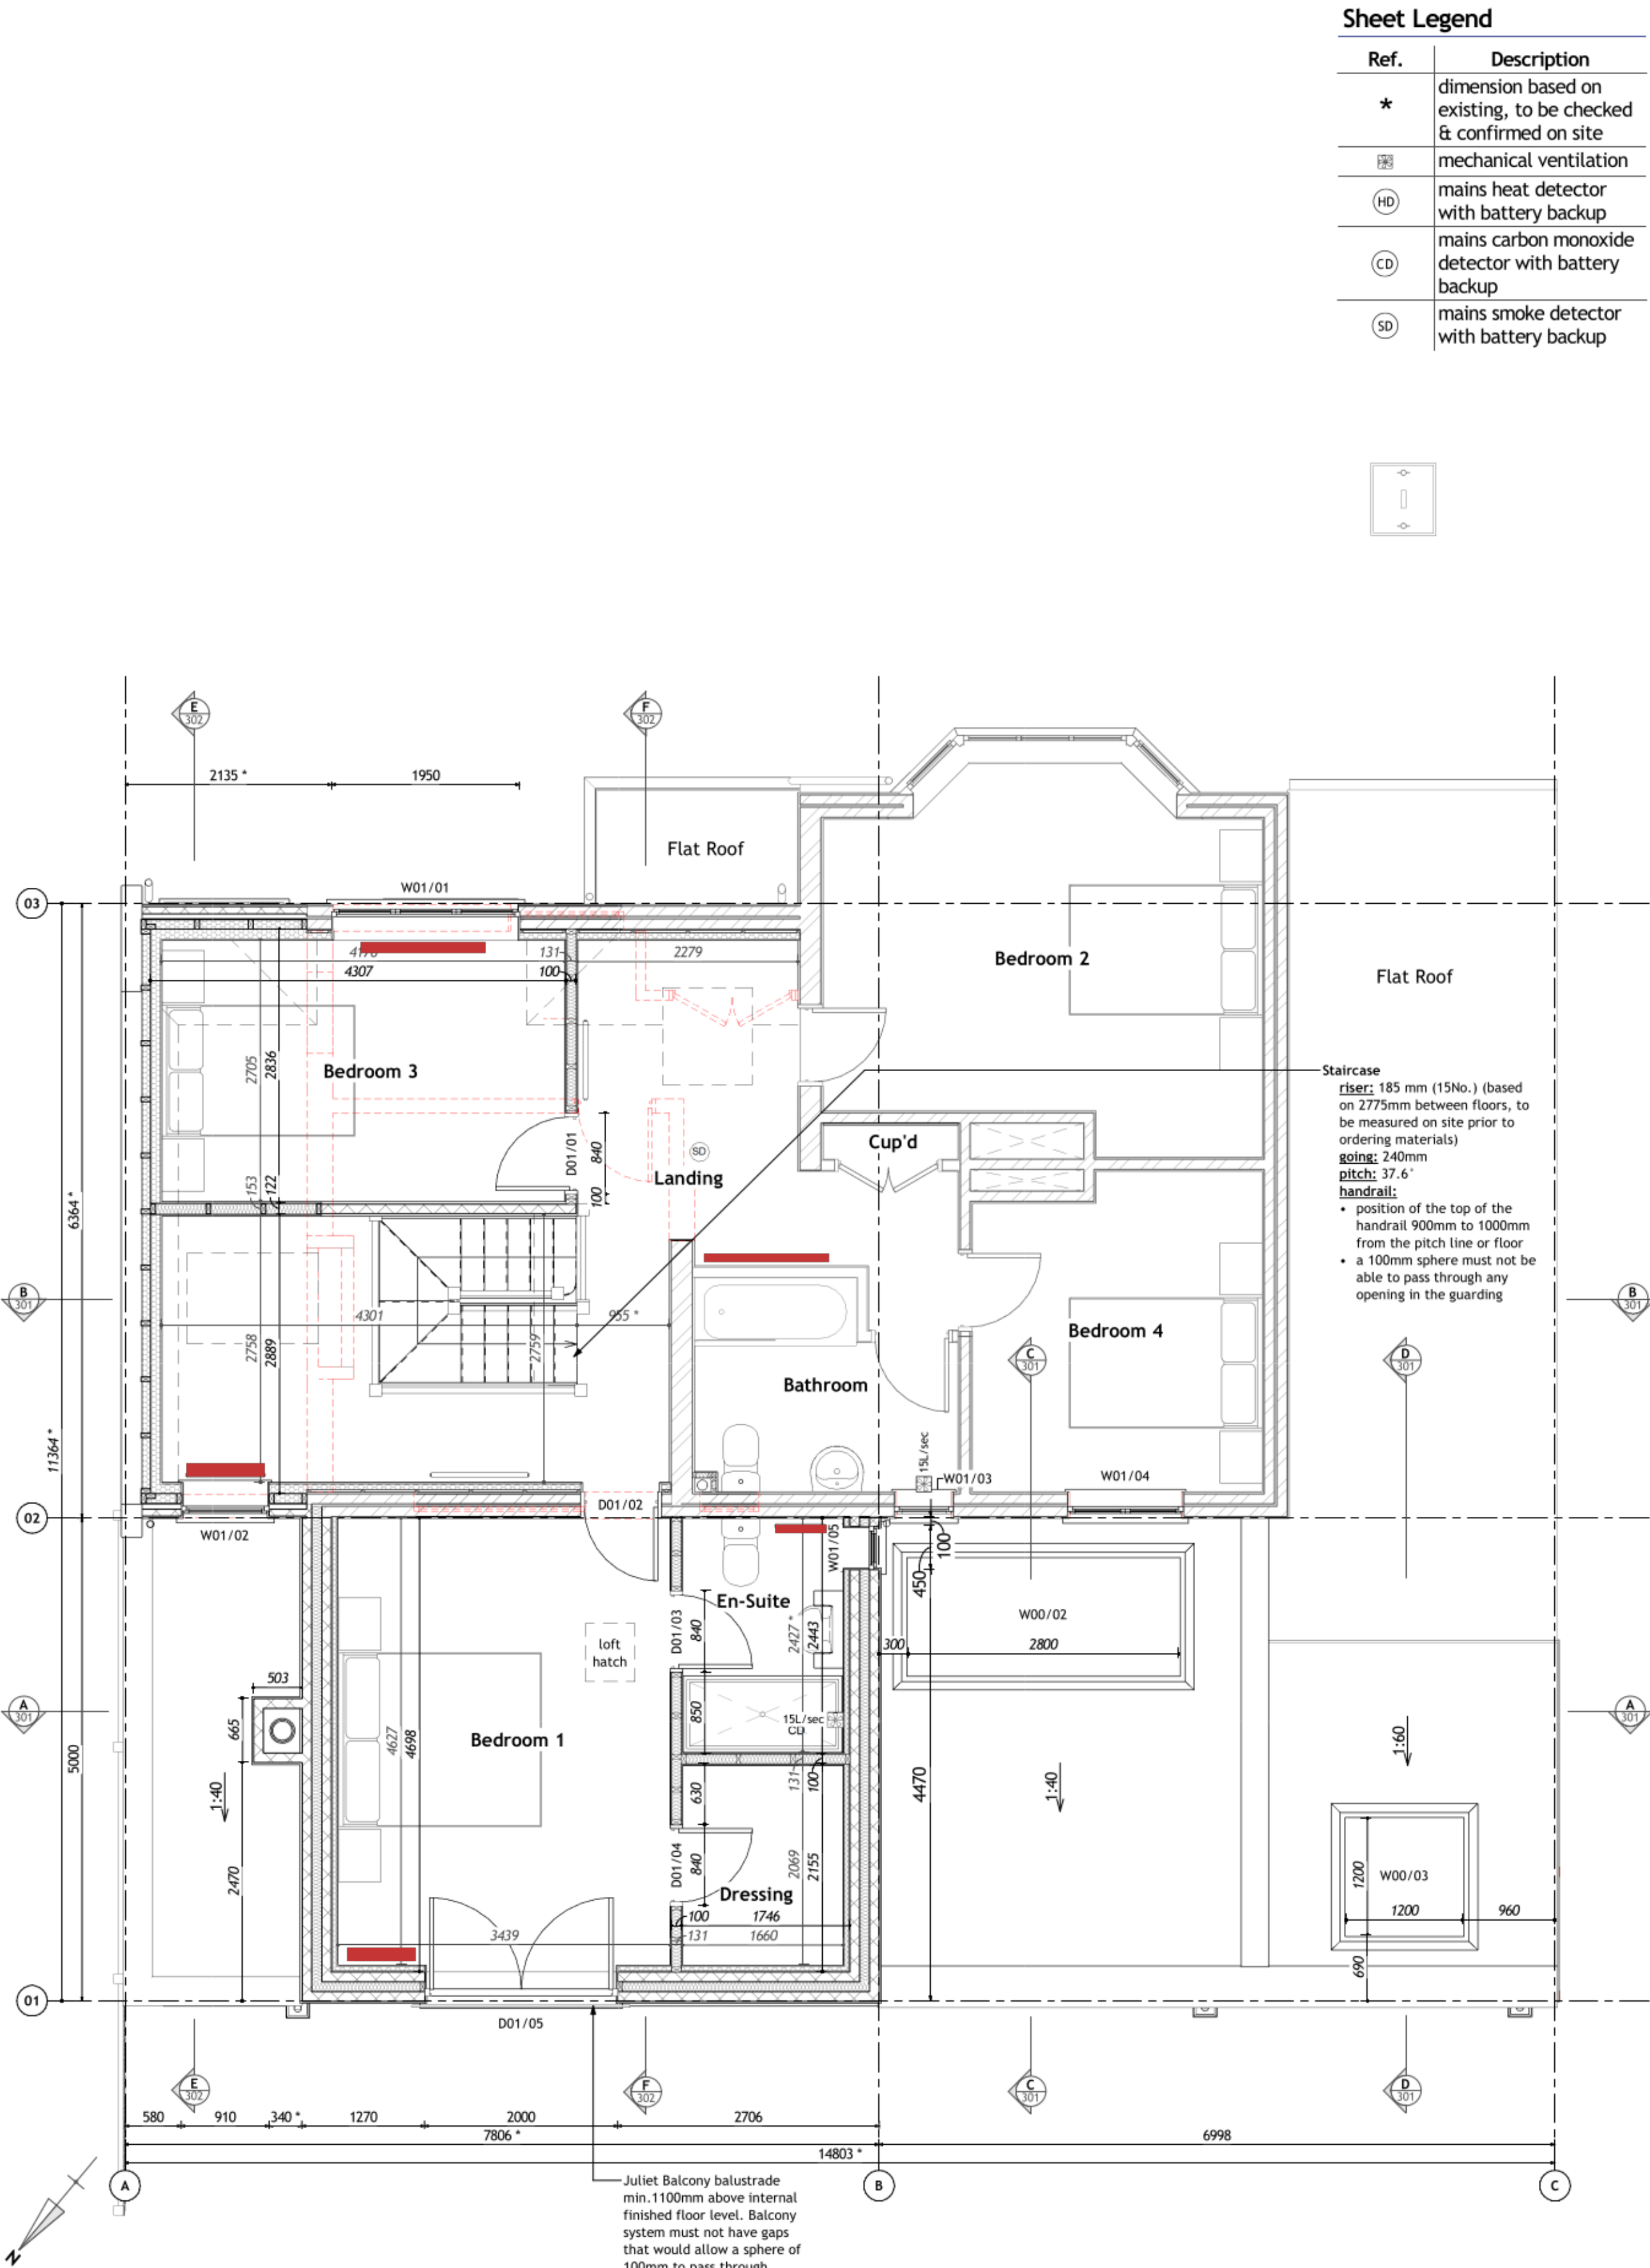 Sheet Legend
Ref. Description
* dimension based on
existing, to be checked
& confirmed on site
mechanical ventilation
HD mains heat detector
with battery backup
CD mains carbon monoxide
detector with battery
backup
SD mains smoke detector
with battery backup
E
302
F
302
2135 * 1950
Flat Roof
W01/01
03
131 2279
4307 100
Bedroom 2
Flat Roof
2705 2836
Bedroom 3
D01/01 840
100
153 122
SD
Landing
Cup'd
Staircase
riser: 185 mm (15No.) (based
on 2775mm between floors, to
be measured on site prior to
ordering materials)
going: 240mm
pitch: 37.6°
handrail:
• position of the top of the
handrail 900mm to 1000mm
from the pitch line or floor
• a 100mm sphere must not be
able to pass through any
opening in the guarding
6364 *
11364 *
B
301
B
301
4301 955 *
2758 2889 2759
Bedroom 4
C
301
D
301
Bathroom
15L/sec
W01/03 W01/04
02
D01/02
W01/02
W01/05
100
450
En-Suite
W00/02
D01/03 840
2427 * 2443
300 2800
loft
hatch
503
A
301
A
301
665
850
15L/sec
CD
Bedroom 1
4627 4698
5000
1:40
1:40
1:60
131 100
630
4470
2470
D01/04 840
2069 2155
Dressing
1200
W00/03
100 1746
1200 960
3439 131 1660
690
01
D01/05
E
302
F
302
C
301
D
301
580 910 340 * 1270 2000 2706
7806 * 6998
14803 *
A B C
N
Juliet Balcony balustrade
min.1100mm above internal
finished floor level. Balcony
system must not have gaps
that would allow a sphere of
100mm to pass through